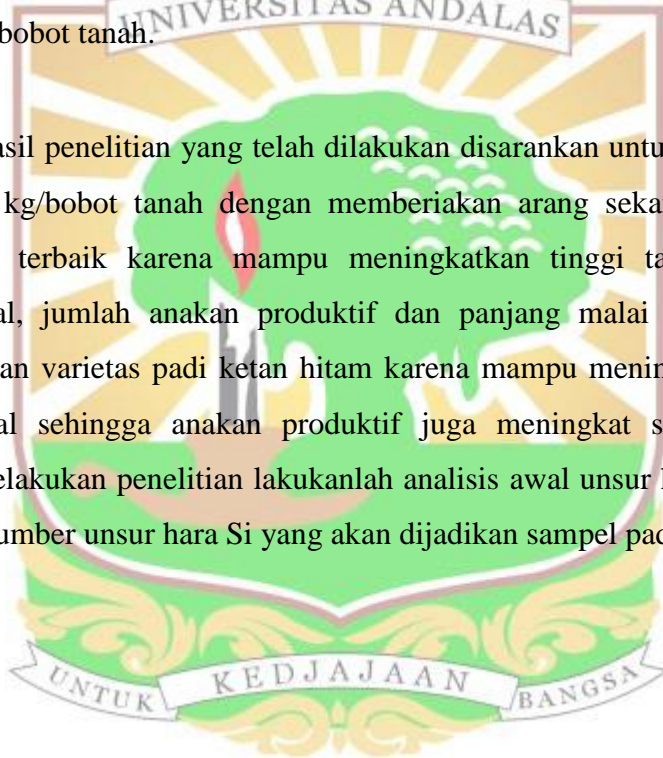 UNIVERSITAS ANDALAS
bobot tanah.
asil penelitian yang telah dilakukan disarankan untu
kg/bobot tanah dengan memberiakan arang seka
terbaik karena mampu meningkatkan tinggi ta
al, jumlah anakan produktif dan panjang malai
an varietas padi ketan hitam karena mampu menin
al sehingga anakan produktif juga meningkat s
elakukan penelitian lakukanlah analisis awal unsur
umber unsur hara Si yang akan dijadikan sampel pad
UNTUK KEDJAJAAN BANGSA